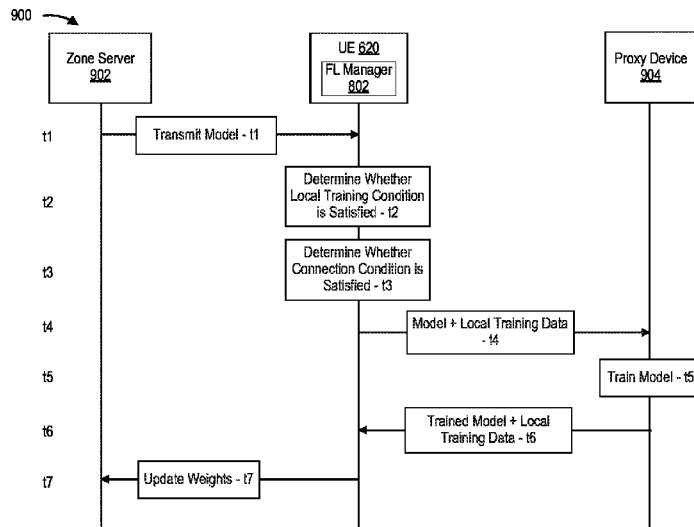 900
Zone Server
902
UE 620
FL Manager
802
Proxy Device
904
t1
Transmit Model - t1
t2
Determine Whether
Local Training Condition
is Satisfied - t2
t3
Determine Whether
Connection Condition is
Satisfied - t3
t4
Model + Local Training Data
- t4
t5
Train Model - t5
t6
Trained Model + Local
Training Data - t6
t7
Update Weights - t7